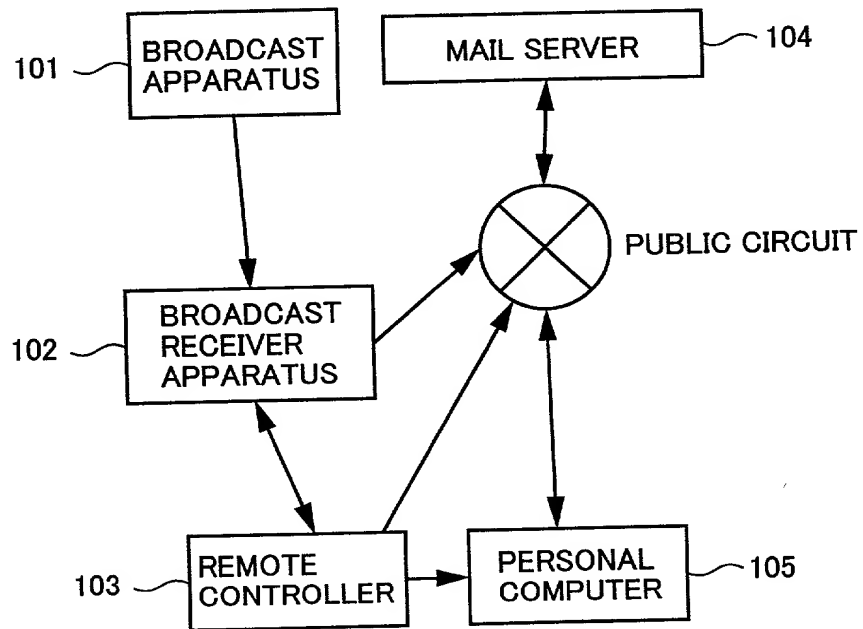 101
BROADCAST
APPARATUS
MAIL SERVER
104
PUBLIC CIRCUIT
102
BROADCAST
RECEIVER
APPARATUS
103
REMOTE
CONTROLLER
PERSONAL
COMPUTER
105